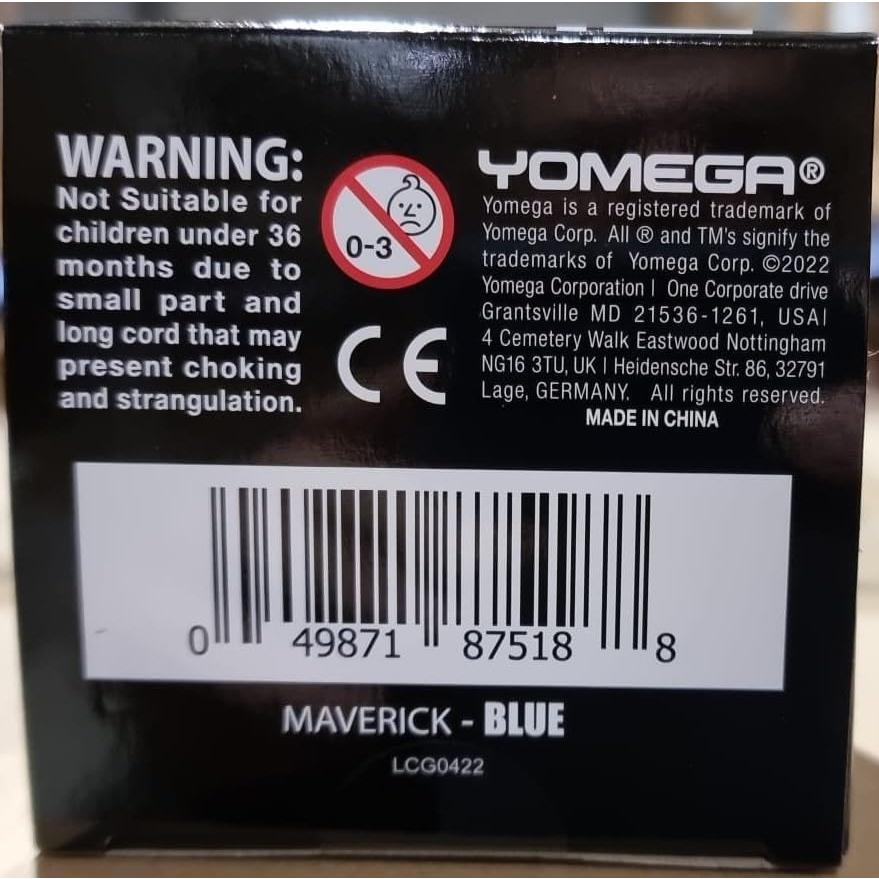 WARNING:
Not Suitable for
children under 36
months due to
small part and
long cord that may
present choking
and strangulation.
0-3
CE
YOMEGA®
Yomega is a registered trademark of
Yomega Corp. All ® and TM's signify the
trademarks of Yomega Corp. ©2022
Yomega Corporation | One Corporate drive
Grantsville MD 21536-1261, USA|
4 Cemetery Walk Eastwood Nottingham
NG16 3TU, UK | Heidensche Str. 86, 32791
Lage, GERMANY. All rights reserved.
MADE IN CHINA
0 49871 87518 8
MAVERICK - BLUE
LCG0422